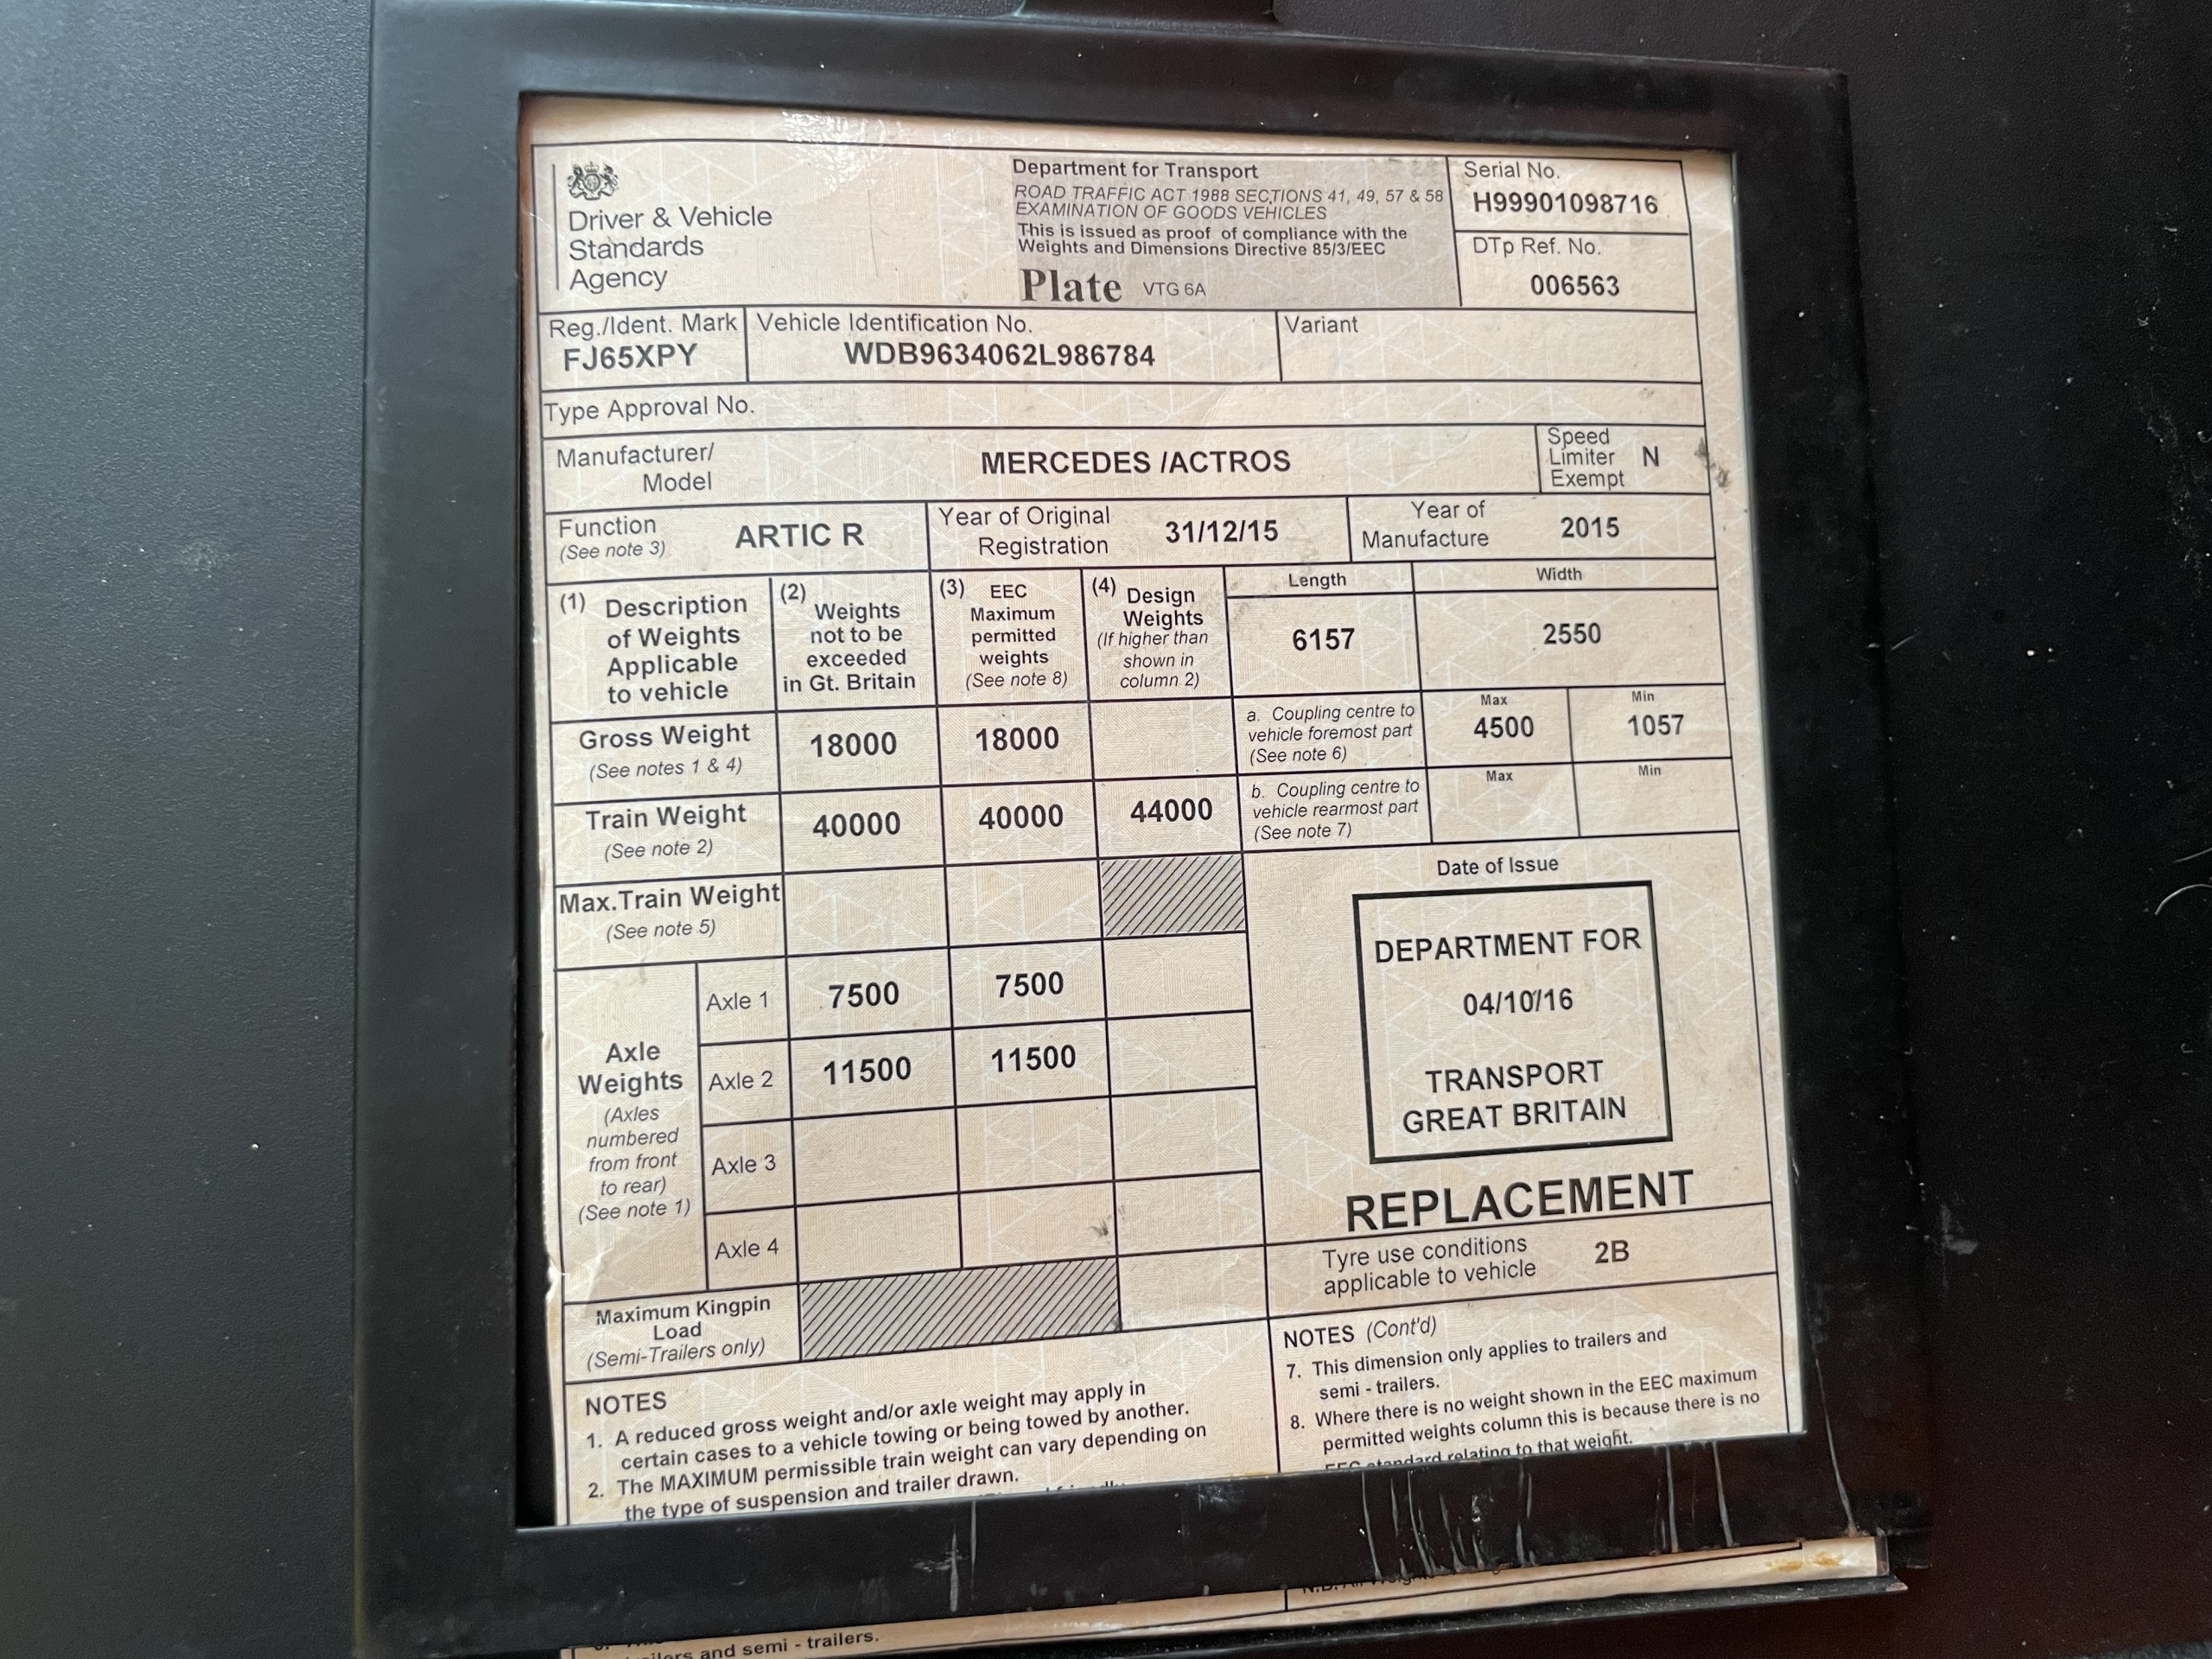 Driver & Vehicle
Standards
Agency
Department for Transport
ROAD TRAFFIC ACT 1988 SECTIONS 41, 49, 57 & 58
EXAMINATION OF GOODS VEHICLES
This is issued as proof of compliance with the
Weights and Dimensions Directive 85/3/EEC
Plate VTG 6A
Serial No.
H99901098716
DTp Ref. No.
006563
Reg./Ident. Mark
FJ65XPY
Vehicle Identification No.
WDB9634062L986784
Variant
Type Approval No.
Manufacturer/
Model
MERCEDES /ACTROS
Speed
Limiter
Exempt
N
Function
(See note 3)
ARTIC R
Year of Original
Registration
31/12/15
Year of
Manufacture
2015
(1) Description
of Weights
Applicable
to vehicle
(2) Weights
not to be
exceeded
in Gt. Britain
(3) EEC
Maximum
permitted
weights
(See note 8)
(4) Design
Weights
(If higher than
shown in
column 2)
Length
6157
Width
2550
Gross Weight
(See notes 1 & 4)
18000
18000
a. Coupling centre to
vehicle foremost part
(See note 6)
Max
4500
Min
1057
Train Weight
(See note 2)
40000
40000
44000
b. Coupling centre to
vehicle rearmost part
(See note 7)
Max
Min
Max.Train Weight
(See note 5)
Axle
Weights
(Axles
numbered
from front
to rear)
(See note 1)
Axle 1
7500
7500
Axle 2
11500
11500
Axle 3
Axle 4
Maximum Kingpin
Load
(Semi-Trailers only)
Date of Issue
DEPARTMENT FOR
04/10/16
TRANSPORT
GREAT BRITAIN
REPLACEMENT
Tyre use conditions
applicable to vehicle
2B
NOTES
1. A reduced gross weight and/or axle weight may apply in
certain cases to a vehicle towing or being towed by another.
2. The MAXIMUM permissible train weight can vary depending on
the type of suspension and trailer drawn.
NOTES (Cont'd)
7. This dimension only applies to trailers and
semi - trailers.
8. Where there is no weight shown in the EEC maximum
permitted weights column this is because there is no
EEC standard relating to that weight.
and semi - trailers.